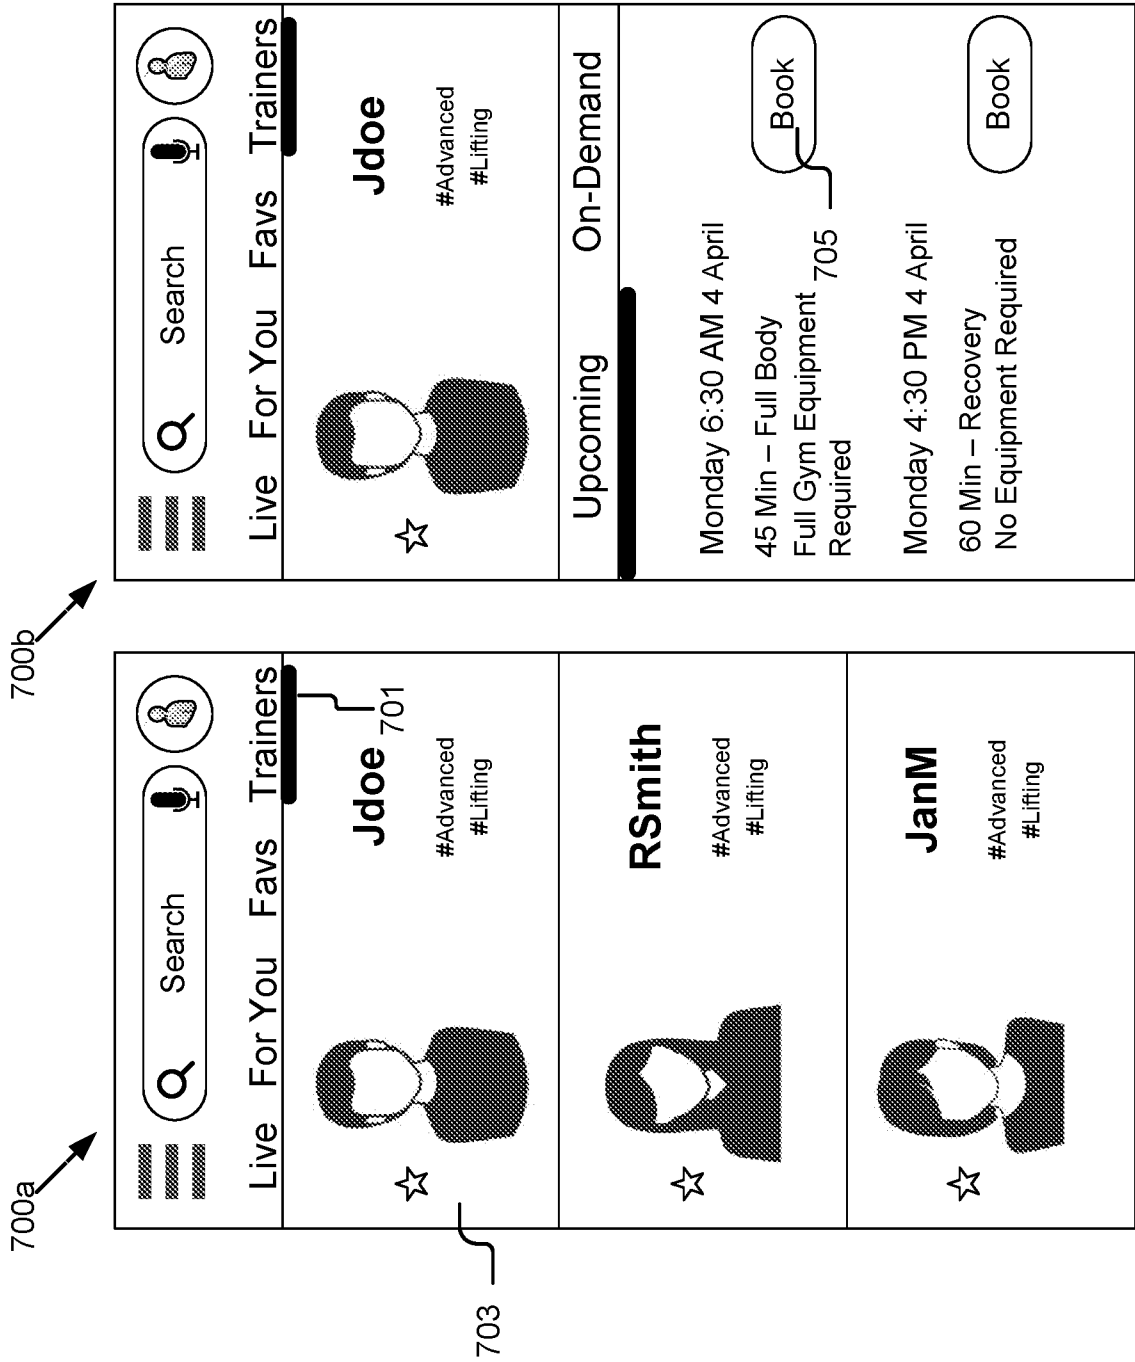 700a
Search
Live For You Favs Trainers
701
Jdoe
#Advanced
#Lifting
703
RSmith
#Advanced
#Lifting
JanM
#Advanced
#Lifting
700b
Search
Live For You Favs Trainers
Jdoe
#Advanced
#Lifting
Upcoming On-Demand
Monday 6:30 AM 4 April
45 Min – Full Body
Full Gym Equipment
Required
Book
705
Monday 4:30 PM 4 April
60 Min – Recovery
No Equipment Required
Book